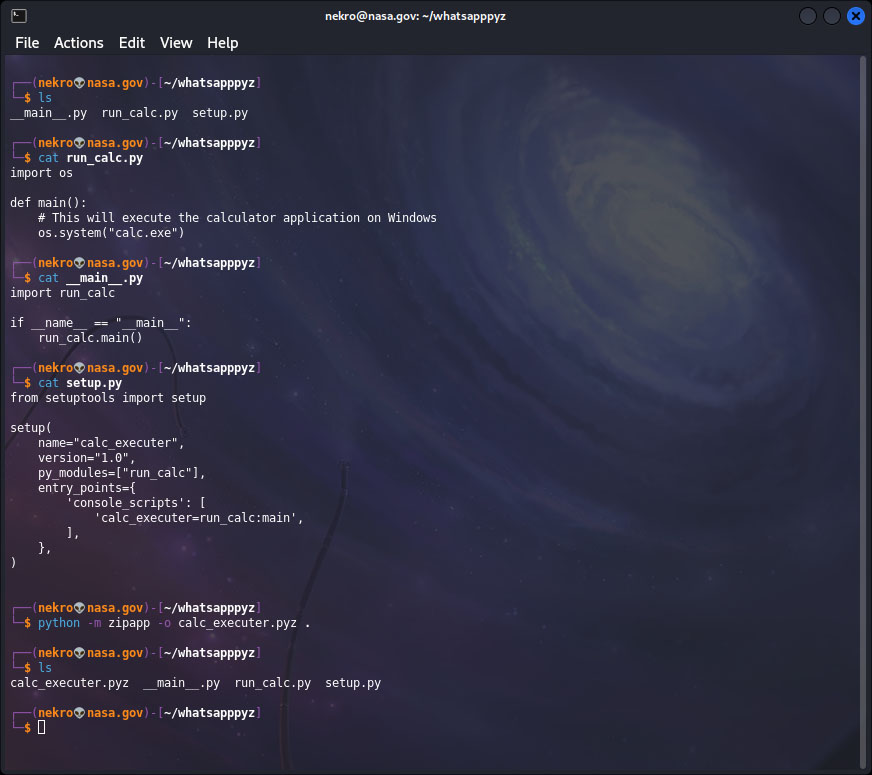 nekro@nasa.gov: ~/whatsapppyz
File Actions Edit View Help
┌──(nekro👽nasa.gov)-[~/whatsapppyz]
└─$ ls
__main__.py  run_calc.py  setup.py
┌──(nekro👽nasa.gov)-[~/whatsapppyz]
└─$ cat run_calc.py
import os
def main():
    # This will execute the calculator application on Windows
    os.system("calc.exe")
┌──(nekro👽nasa.gov)-[~/whatsapppyz]
└─$ cat __main__.py
import run_calc
if __name__ == "__main__":
    run_calc.main()
┌──(nekro👽nasa.gov)-[~/whatsapppyz]
└─$ cat setup.py
from setuptools import setup
setup(
    name="calc_executer",
    version="1.0",
    py_modules=["run_calc"],
    entry_points={
        'console_scripts': [
            'calc_executer=run_calc:main',
        ],
    },
)
┌──(nekro👽nasa.gov)-[~/whatsapppyz]
└─$ python -m zipapp -o calc_executer.pyz .
┌──(nekro👽nasa.gov)-[~/whatsapppyz]
└─$ ls
calc_executer.pyz  __main__.py  run_calc.py  setup.py
┌──(nekro👽nasa.gov)-[~/whatsapppyz]
└─$